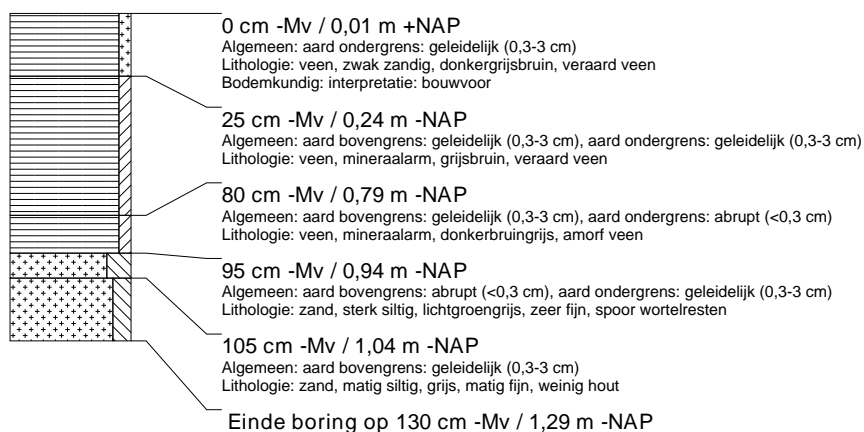 0 cm -Mv / 0,01 m +NAP
Algemeen: aard ondergrens: geleidelijk (0,3-3 cm)
Lithologie: veen, zwak zandig, donkergrijsbruin, veraard veen
Bodemkundig: interpretatie: bouwvoor
25 cm -Mv / 0,24 m -NAP
Algemeen: aard bovengrens: geleidelijk (0,3-3 cm), aard ondergrens: geleidelijk (0,3-3 cm)
Lithologie: veen, mineraalarm, grijsbruin, veraard veen
80 cm -Mv / 0,79 m -NAP
Algemeen: aard bovengrens: geleidelijk (0,3-3 cm), aard ondergrens: abrupt (<0,3 cm)
Lithologie: veen, mineraalarm, donkerbruingrijs, amorf veen
95 cm -Mv / 0,94 m -NAP
Algemeen: aard bovengrens: abrupt (<0,3 cm), aard ondergrens: geleidelijk (0,3-3 cm)
Lithologie: zand, sterk siltig, lichtgroengrijs, zeer fijn, spoor wortelresten
105 cm -Mv / 1,04 m -NAP
Algemeen: aard bovengrens: geleidelijk (0,3-3 cm)
Lithologie: zand, matig siltig, grijs, matig fijn, weinig hout
Einde boring op 130 cm -Mv / 1,29 m -NAP